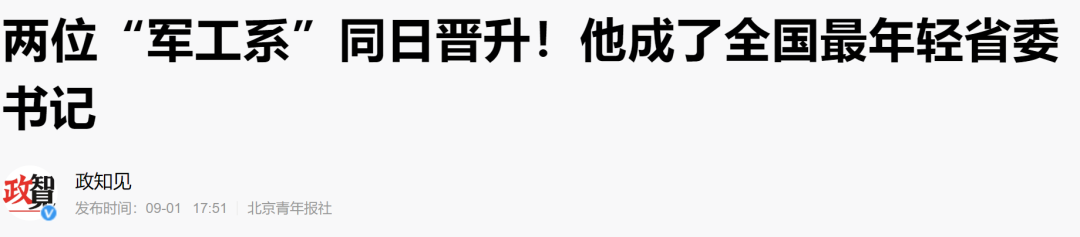 两位“军工系”同日晋升！他成了全国最年轻省委
书记
政智見
政知见
发布时间：09-01 17:51 北京青年报社